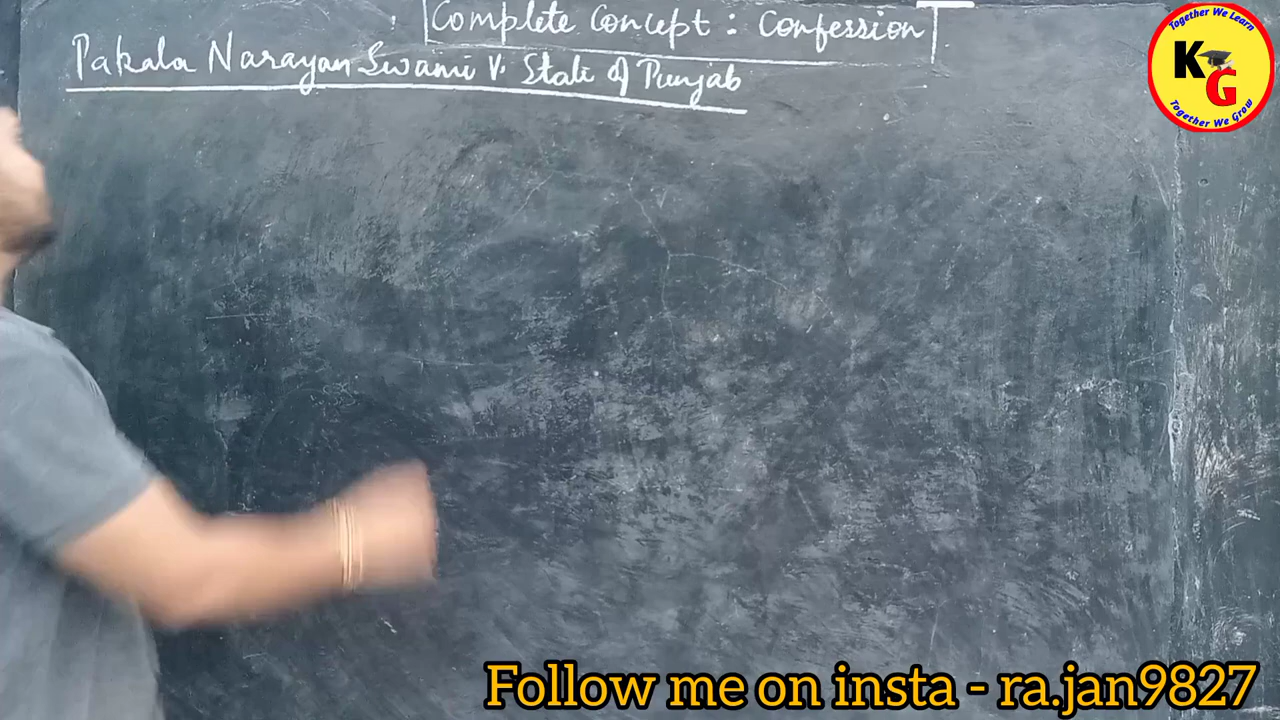 Complete Concept : Confession
Pakala Narayan Swami V. State of Punjab
Together We Learn
KG
Together We Grow
Follow me on insta - ra.jan9827